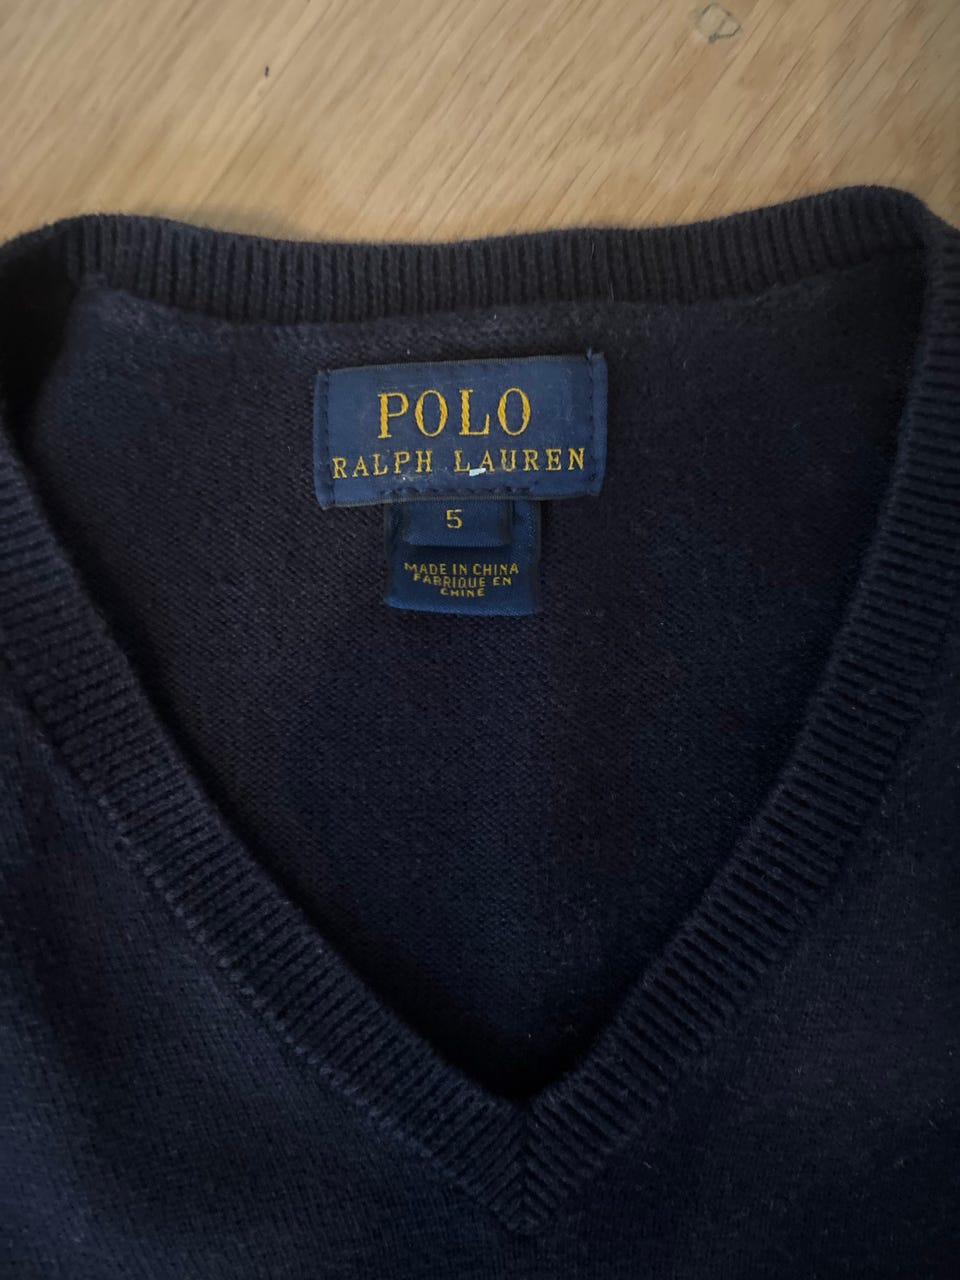 POLO
RALPH LAUREN
5
MADE IN CHINA
FABRIQUE EN
CHINE